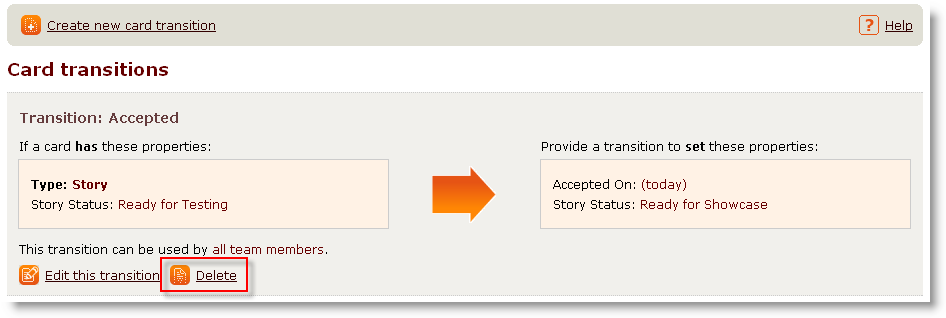 Create new card transition
? Help
Card transitions
Transition: Accepted
If a card has these properties:
Type: Story
Story Status: Ready for Testing
Provide a transition to set these properties:
Accepted On: (today)
Story Status: Ready for Showcase
This transition can be used by all team members.
Edit this transition
Delete